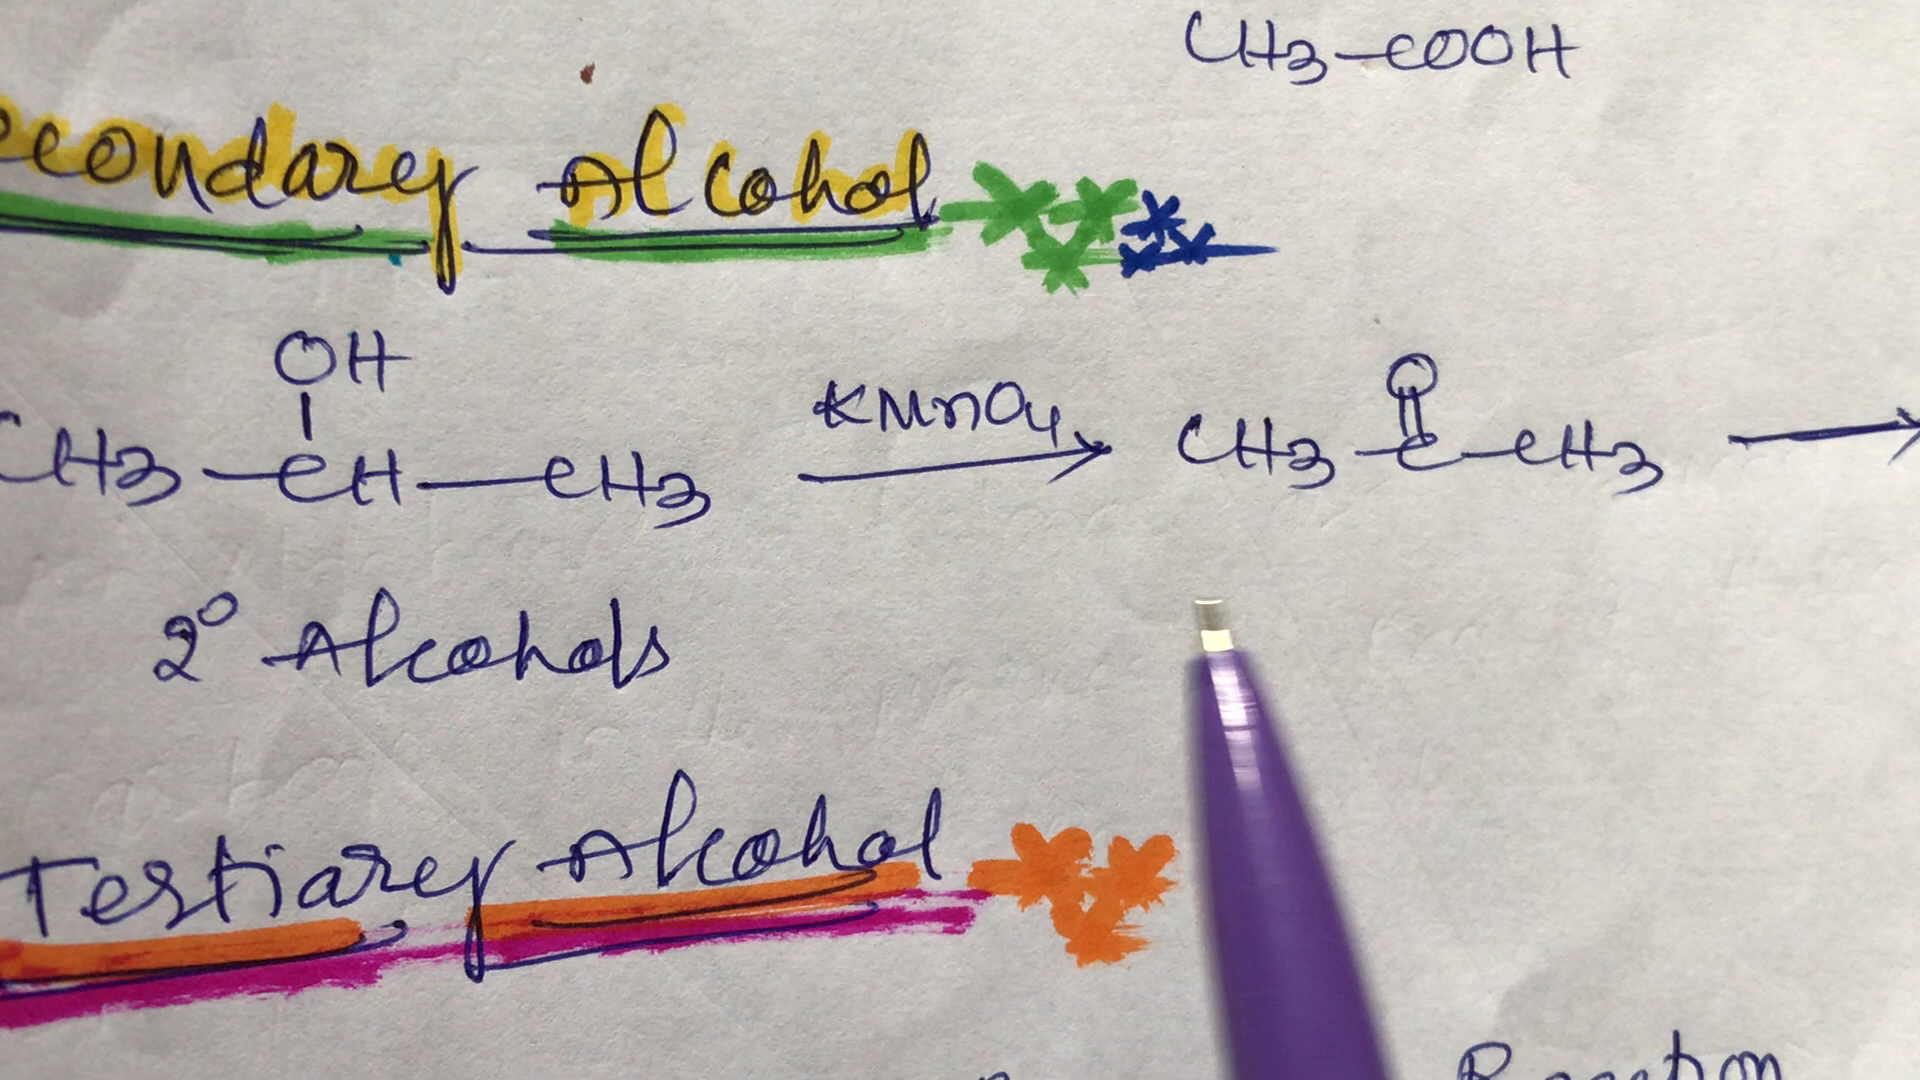 CH3-COOH
econdary Alcohol
OH
CH3-CH-CH3 KMnO4 CH3-C-CH3
O
2° Alcohols
Tertiary Alcohol